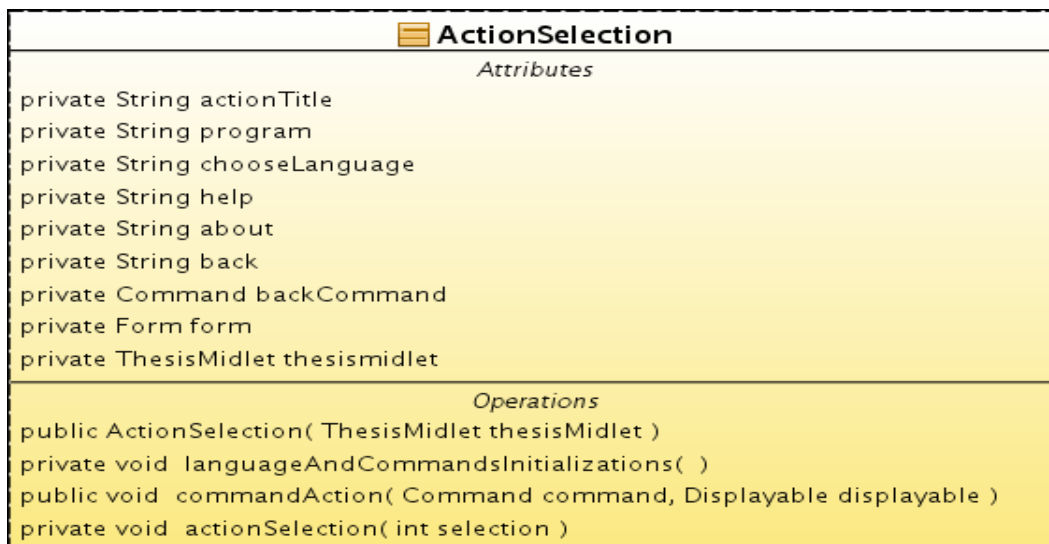 ActionSelection
Attributes
private String actionTitle
private String program
private String chooseLanguage
private String help
private String about
private String back
private Command backCommand
private Form form
private ThesisMidlet thesismidlet
Operations
public ActionSelection( ThesisMidlet thesisMidlet )
private void languageAndCommandsInitializations( )
public void commandAction( Command command, Displayable displayable )
private void actionSelection( int selection )